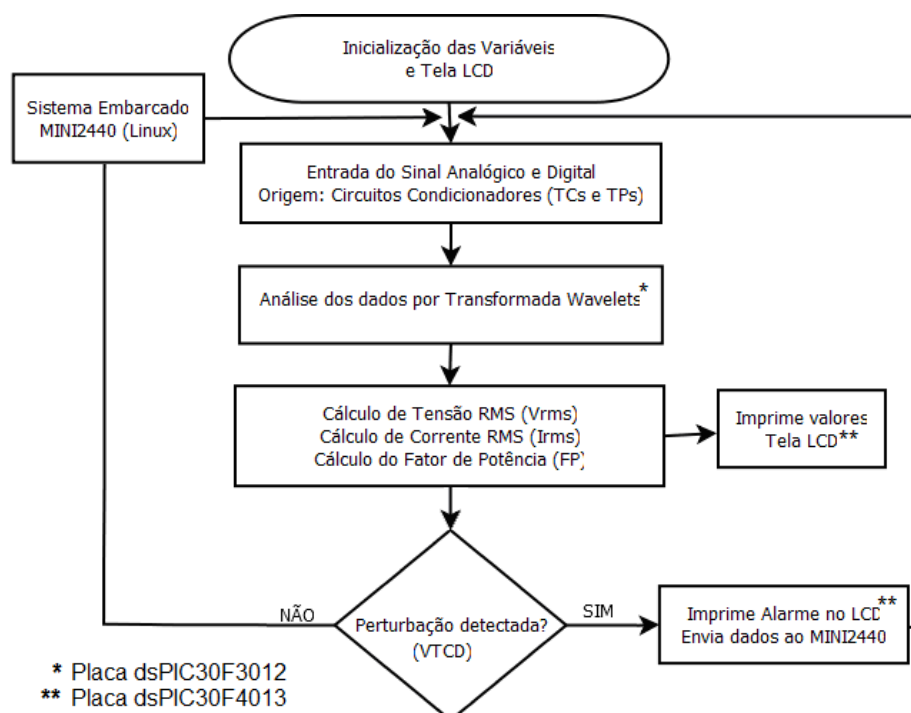 Inicialização das Variáveis
e Tela LCD
Sistema Embarcado
MINI2440 (Linux)
Entrada do Sinal Analógico e Digital
Origem: Circuitos Condicionadores (TCs e TPs)
Análise dos dados por Transformada Wavelets*
Cálculo de Tensão RMS (Vrms)
Cálculo de Corrente RMS (Irms)
Cálculo do Fator de Potência (FP)
Imprime valores
Tela LCD**
Perturbação detectada?
(VTCD)
NÃO
SIM
Imprime Alarme no LCD**
Envia dados ao MINI2440
* Placa dsPIC30F3012
** Placa dsPIC30F4013